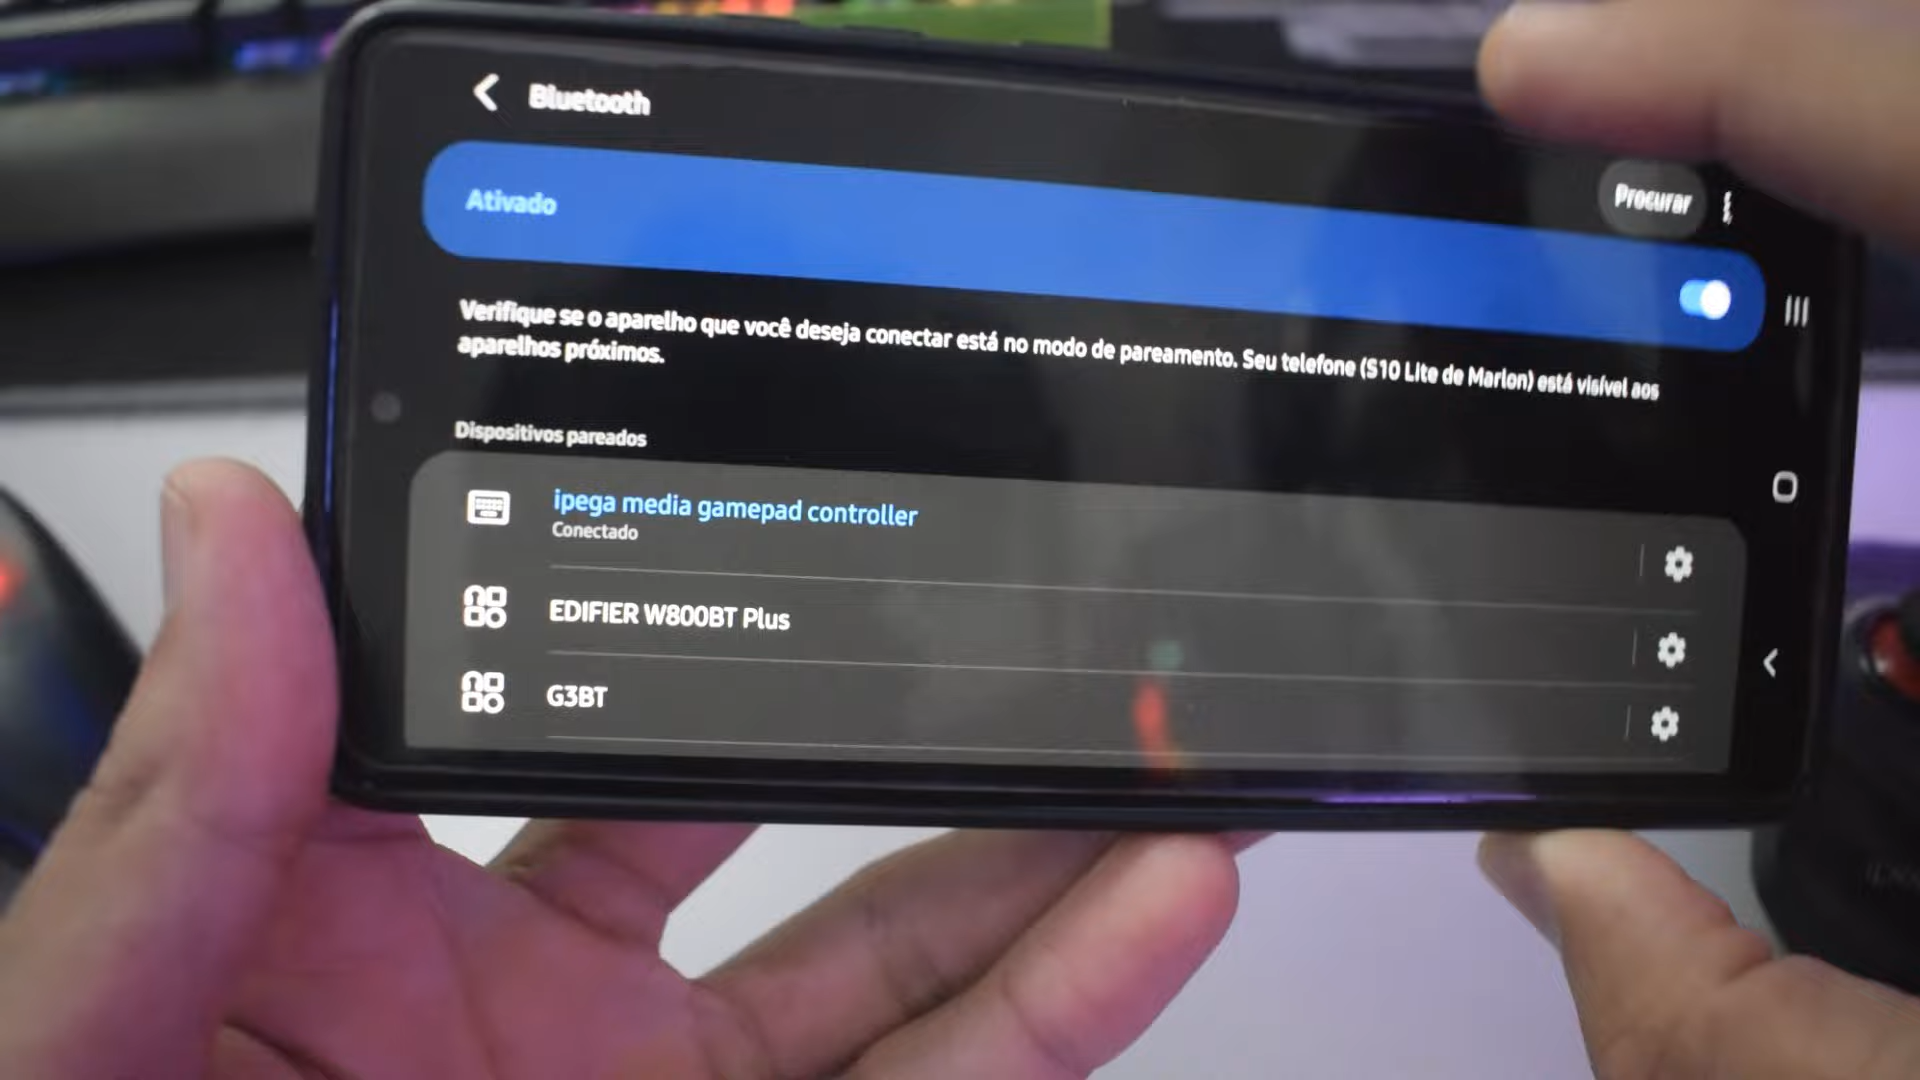 Bluetooth
Procurar
Ativado
Verifique se o aparelho que você deseja conectar está no modo de pareamento. Seu telefone (S10 Lite de Marlon) está visível aos
aparelhos próximos.
Dispositivos pareados
ipega media gamepad controller
Conectado
EDIFIER W800BT Plus
G3BT